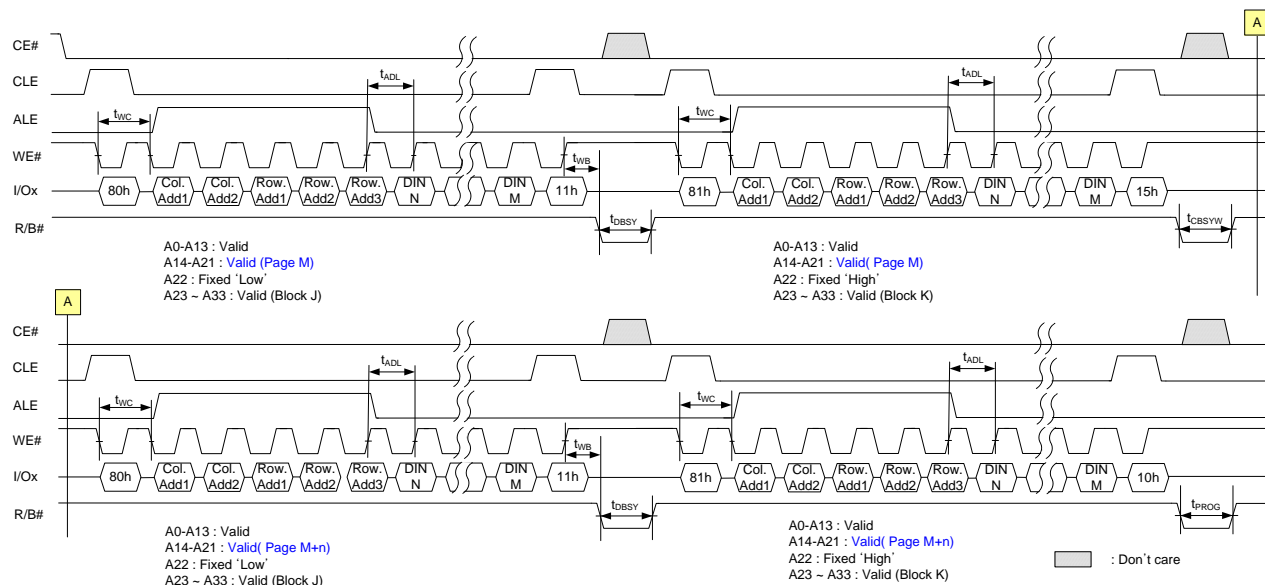 A
CE#
CLE
tADL
tADL
ALE
tWC
tWC
WE#
tWB
I/Ox
80h
Col. Add1
Col. Add2
Row. Add1
Row. Add2
Row. Add3
DIN N
DIN M
11h
81h
Col. Add1
Col. Add2
Row. Add1
Row. Add2
Row. Add3
DIN N
DIN M
15h
R/B#
tDBSY
tCBSYW
A0-A13 : Valid
A14-A21 : Valid (Page M)
A22 : Fixed 'Low'
A23 ~ A33 : Valid (Block J)
A0-A13 : Valid
A14-A21 : Valid( Page M)
A22 : Fixed 'High'
A23 ~ A33 : Valid (Block K)
A
CE#
CLE
tADL
tADL
ALE
tWC
tWC
WE#
tWB
I/Ox
80h
Col. Add1
Col. Add2
Row. Add1
Row. Add2
Row. Add3
DIN N
DIN M
11h
81h
Col. Add1
Col. Add2
Row. Add1
Row. Add2
Row. Add3
DIN N
DIN M
10h
R/B#
tDBSY
tPROG
A0-A13 : Valid
A14-A21 : Valid( Page M+n)
A22 : Fixed 'Low'
A23 ~ A33 : Valid (Block J)
A0-A13 : Valid
A14-A21 : Valid( Page M+n)
A22 : Fixed 'High'
A23 ~ A33 : Valid (Block K)
: Don't care